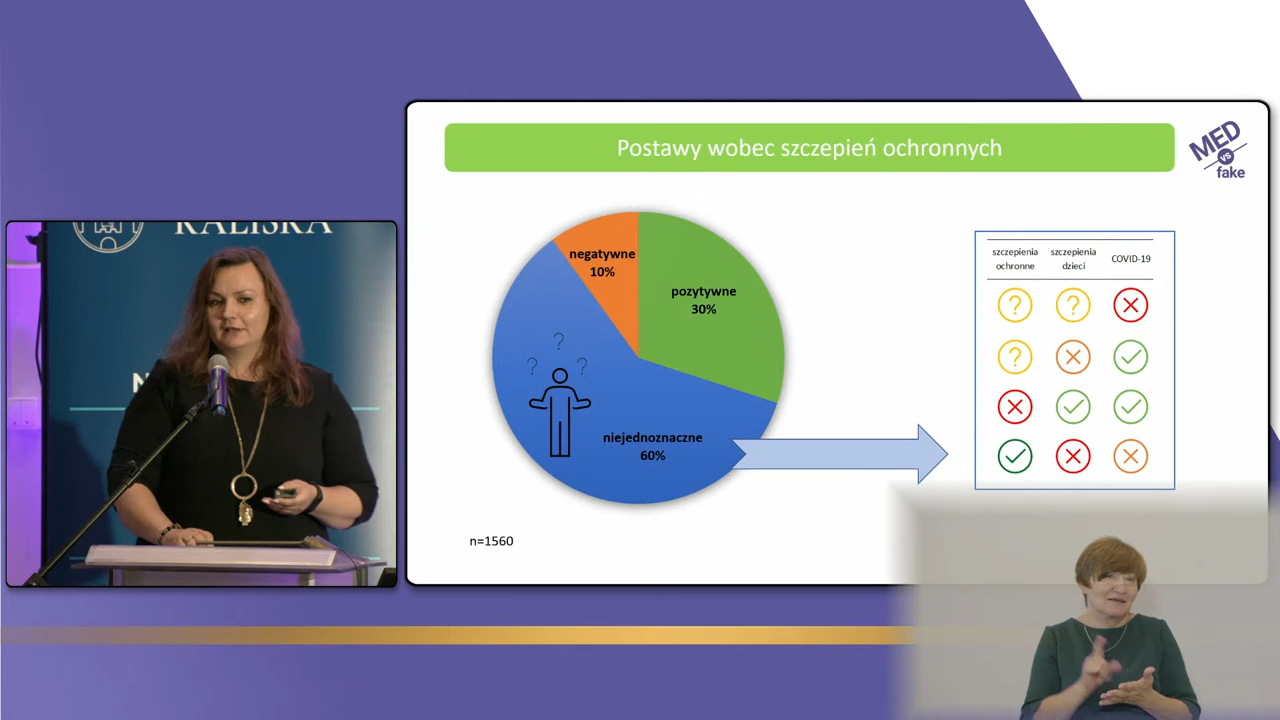 Postawy wobec szczepień ochronnych
MED
vs
fake
KALISKA
N
negatywne
10%
pozytywne
30%
?
?
?
niejednoznaczne
60%
n=1560
szczepienia
ochronne
szczepienia
dzieci
COVID-19
?
?
?